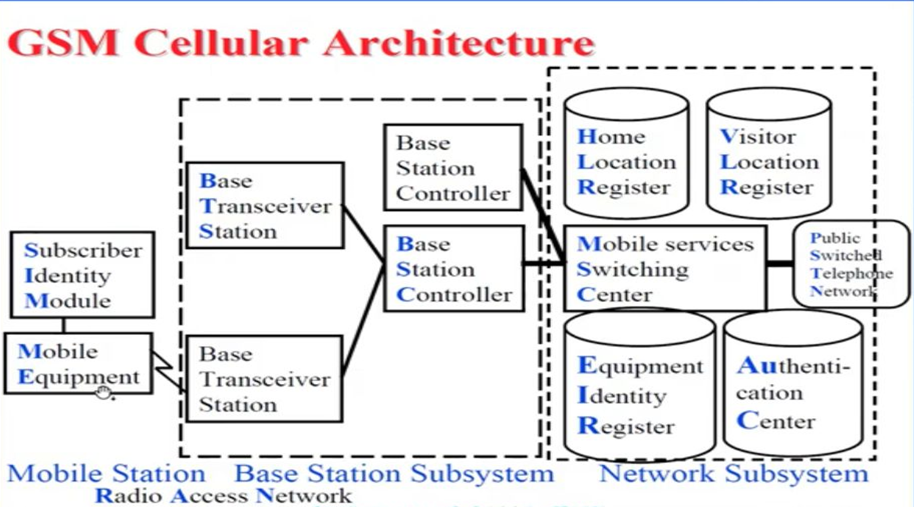 GSM Cellular Architecture
Subscriber
Identity
Module
Mobile
Equipment
Base
Transceiver
Station
Base
Transceiver
Station
Base
Station
Controller
Base
Station
Controller
Home
Location
Register
Visitor
Location
Register
Mobile services
Switching
Center
Public
Switched
Telephone
Network
Equipment
Identity
Register
Authenti-
cation
Center
Mobile Station
Base Station Subsystem
Network Subsystem
Radio Access Network